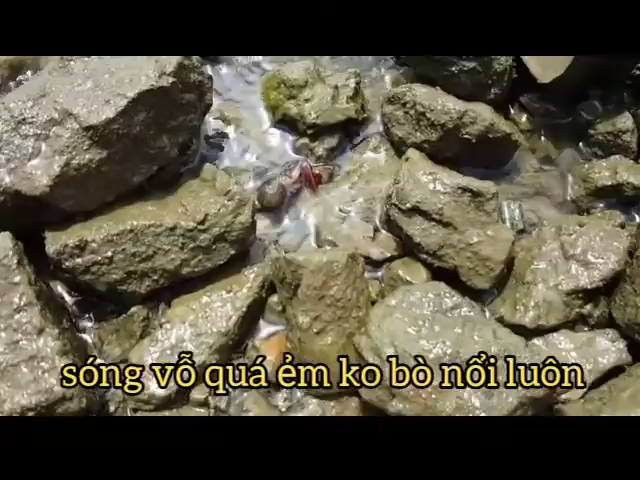 sóng vỗ quá ẻm ko bò nổi luôn